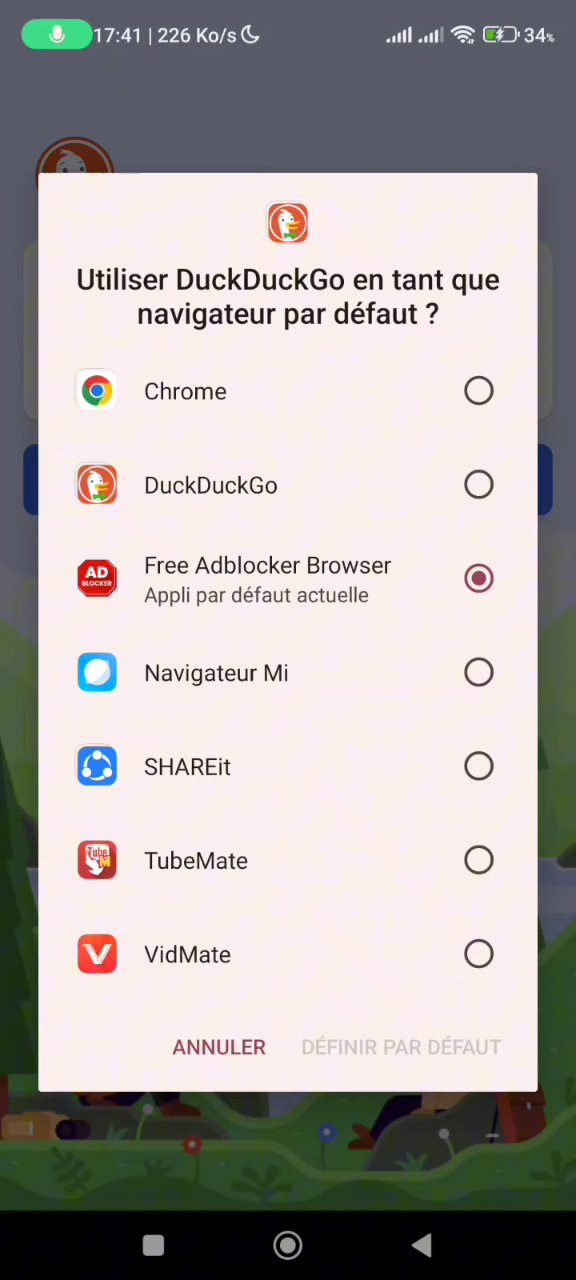 17:41 | 226 Ko/s
34%
Utiliser DuckDuckGo en tant que
navigateur par défaut ?
Chrome
DuckDuckGo
AD
BLOCKER
Free Adblocker Browser
Appli par défaut actuelle
Navigateur Mi
SHAREit
Tube
M
TubeMate
VidMate
ANNULER
DÉFINIR PAR DÉFAUT